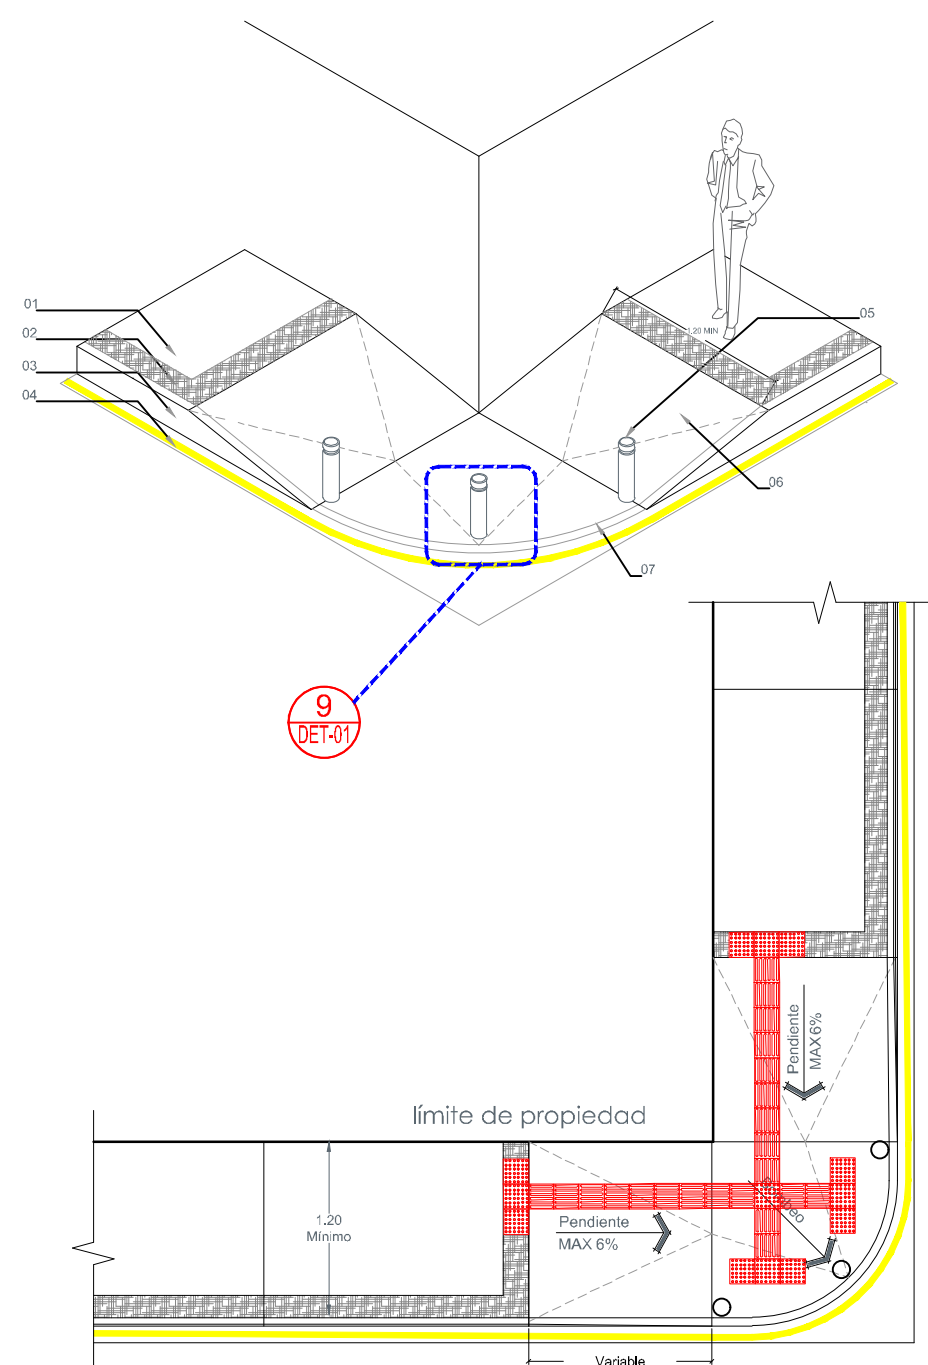 01
02
03
04
05
1,20 MIN
06
07
9
DET-01
Pendiente
MAX 6%
límite de propiedad
1.20
Mínimo
Pendiente
MAX 6%
Variable